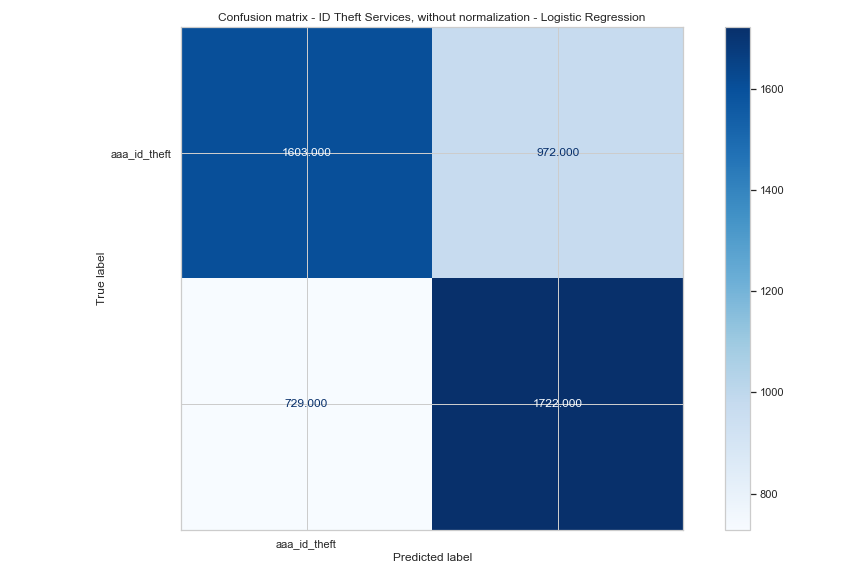 Confusion matrix - ID Theft Services, without normalization - Logistic Regression
aaa_id_theft
True label
1603.000
972.000
729.000
1722.000
aaa_id_theft
Predicted label
1600
1400
1200
1000
800